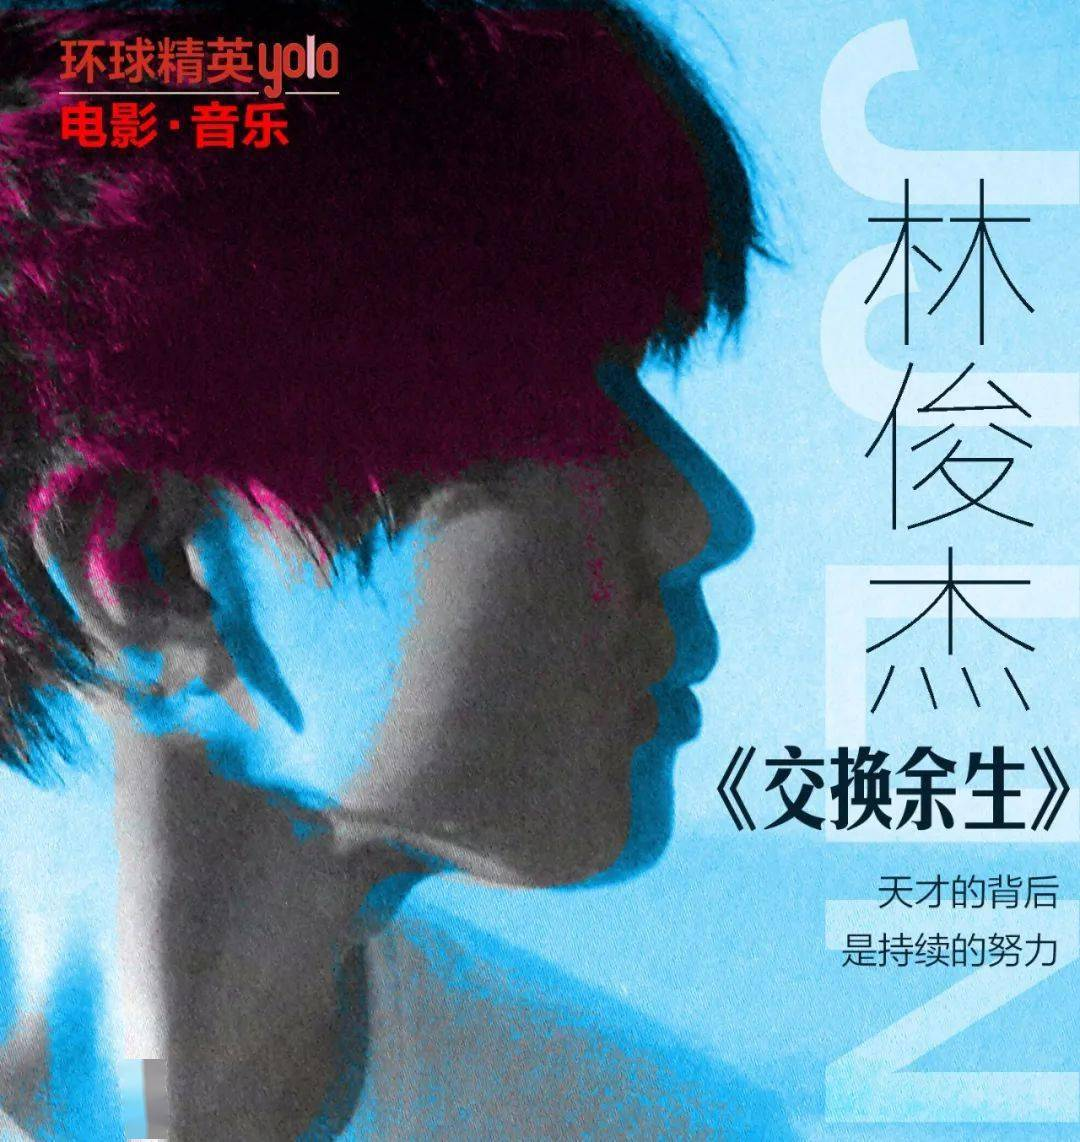 环球精英yolo
电影·音乐
林俊杰
《交换余生》
天才的背后
是持续的努力